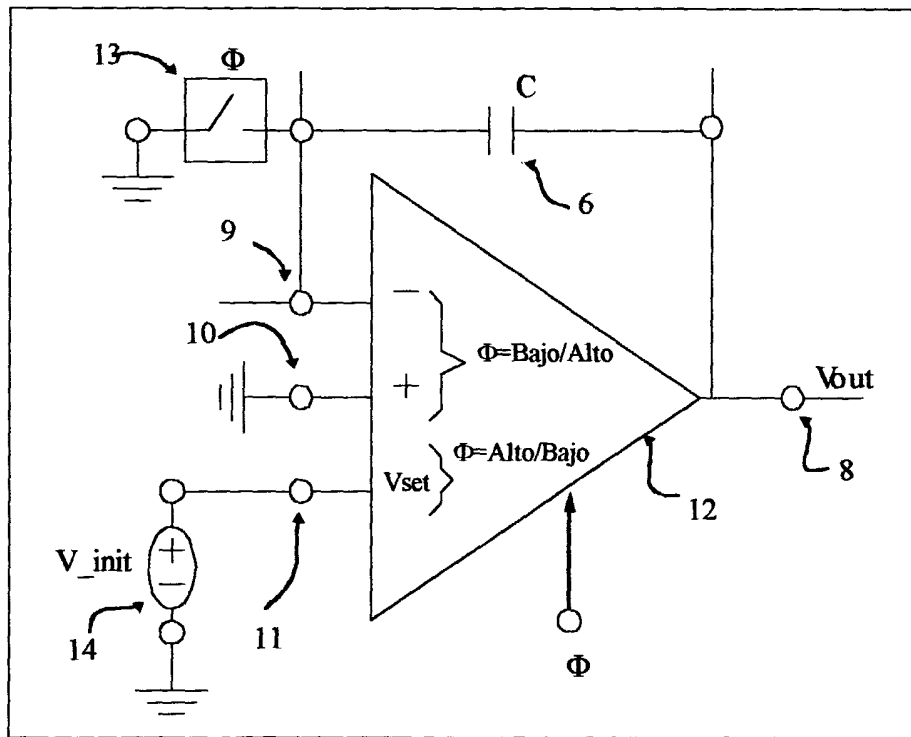 13
Φ
C
6
9
−
10
Φ=Bajo/Alto
+
Vout
Φ=Alto/Bajo
Vset
8
12
V_init
+
−
11
14
Φ